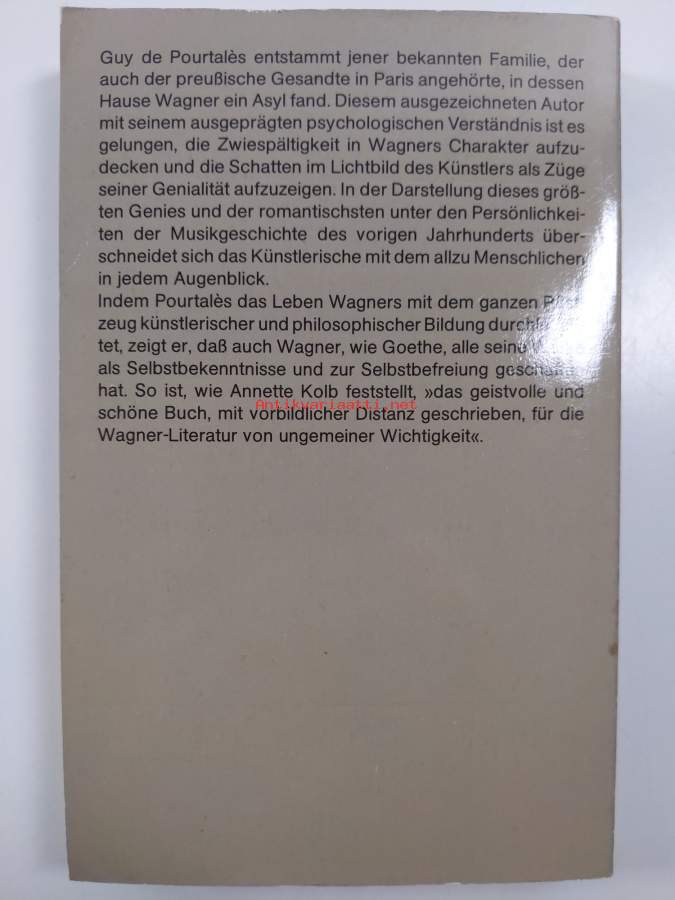 Guy de Pourtalès entstammt jener bekannten Familie, der
auch der preußische Gesandte in Paris angehörte, in dessen
Hause Wagner ein Asyl fand. Diesem ausgezeichneten Autor
mit seinem ausgeprägten psychologischen Verständnis ist es
gelungen, die Zwiespältigkeit in Wagners Charakter aufzu-
decken und die Schatten im Lichtbild des Künstlers als Züge
seiner Genialität aufzuzeigen. In der Darstellung dieses größ-
ten Genies und der romantischsten unter den Persönlichkei-
ten der Musikgeschichte des vorigen Jahrhunderts über-
schneidet sich das Künstlerische mit dem allzu Menschlichen
in jedem Augenblick.
Indem Pourtalès das Leben Wagners mit dem ganzen
zeug künstlerischer und philosophischer Bildung
tet, zeigt er, daß auch Wagner, wie Goethe, alle seine
als Selbstbekenntnisse und zur Selbstbefreiung
hat. So ist, wie Annette Kolb feststellt, »das geistvolle und
Antikvariaatti.net
schöne Buch, mit vorbildlicher Distanz geschrieben, für die
Wagner-Literatur von ungemeiner Wichtigkeit«.